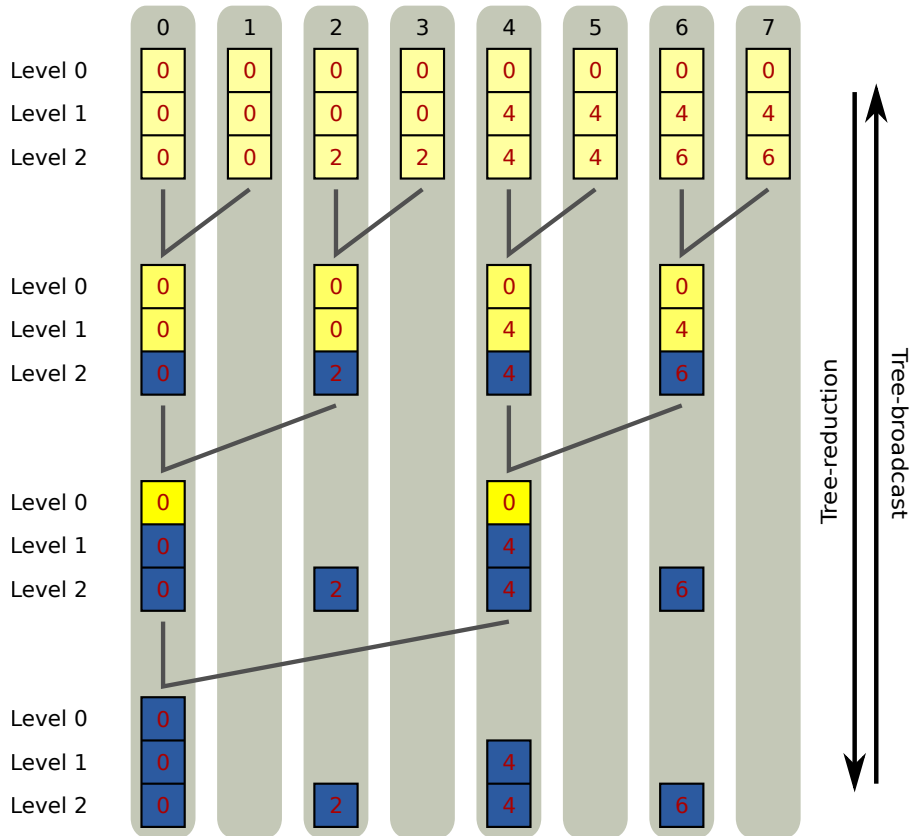 0 1 2 3 4 5 6 7
Level 0 0 0 0 0 0 0 0 0
Level 1 0 0 0 0 4 4 4 4
Level 2 0 0 2 2 4 4 6 6
Level 0 0 0 0 0
Level 1 0 0 4 4
Level 2 0 2 4 6
Level 0 0 0
Level 1 0 4
Level 2 0 2 4 6
Level 0 0
Level 1 0 4
Level 2 0 2 4 6
Tree-reduction
Tree-broadcast